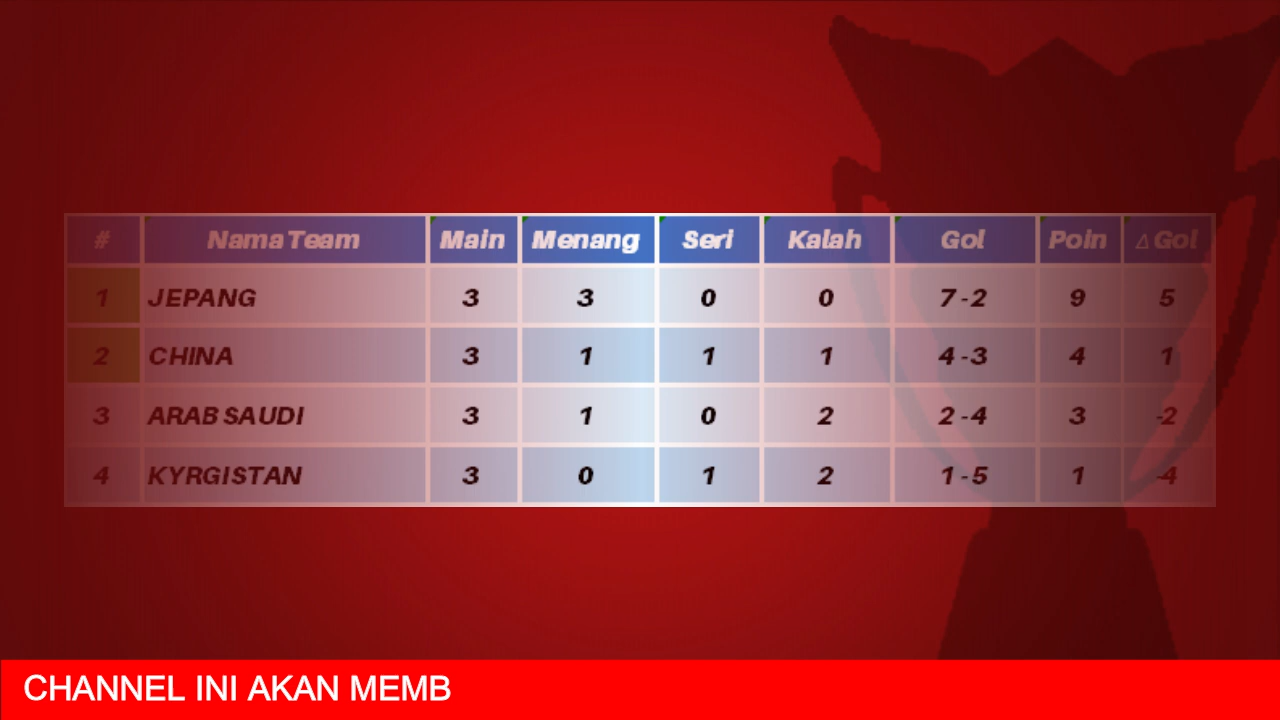 # Nama Team Main Menang Seri Kalah Gol Poin Δ Gol
1 JEPANG 3 3 0 0 7 - 2 9 5
2 CHINA 3 1 1 1 4 - 3 4 1
3 ARAB SAUDI 3 1 0 2 2 - 4 3 -2
4 KYRGISTAN 3 0 1 2 1 - 5 1 -4
CHANNEL INI AKAN MEMB